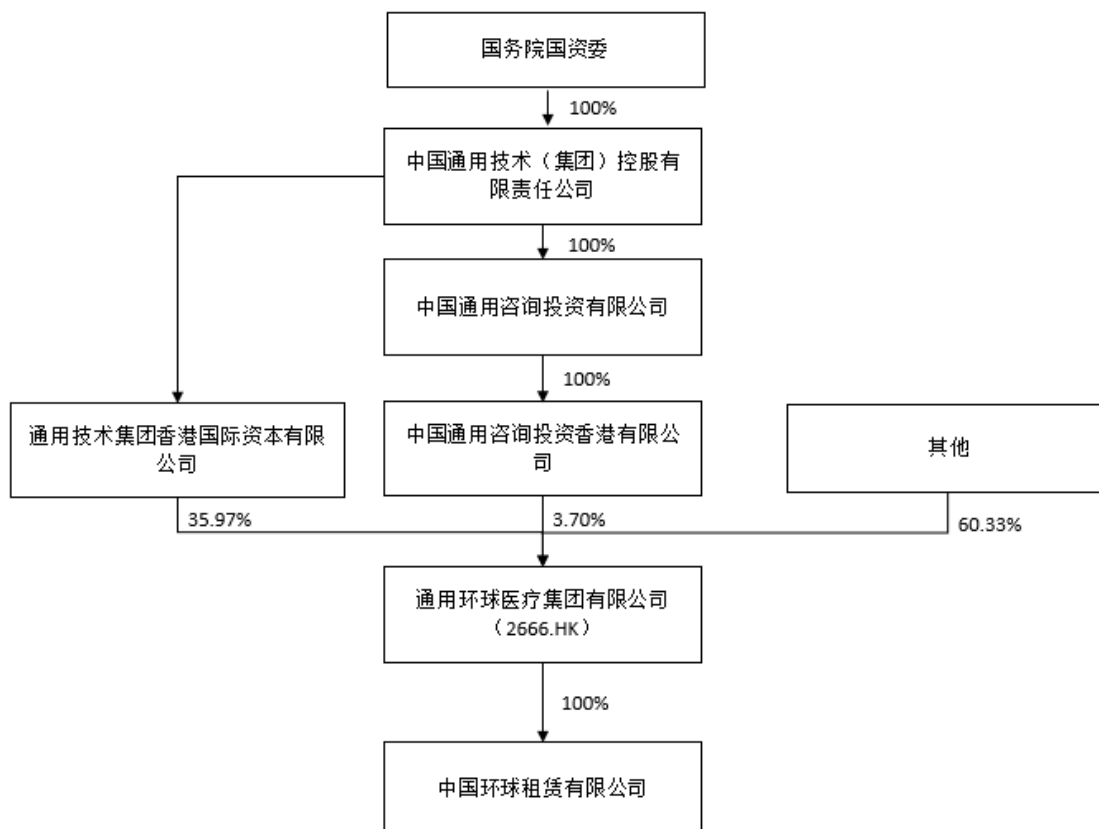 国务院国资委
100%
中国通用技术（集团）控股有
限责任公司
100%
中国通用咨询投资有限公司
100%
通用技术集团香港国际资本有限
公司
中国通用咨询投资香港有限公
司
其他
35.97%
3.70%
60.33%
通用环球医疗集团有限公司
（2666.HK）
100%
中国环球租赁有限公司